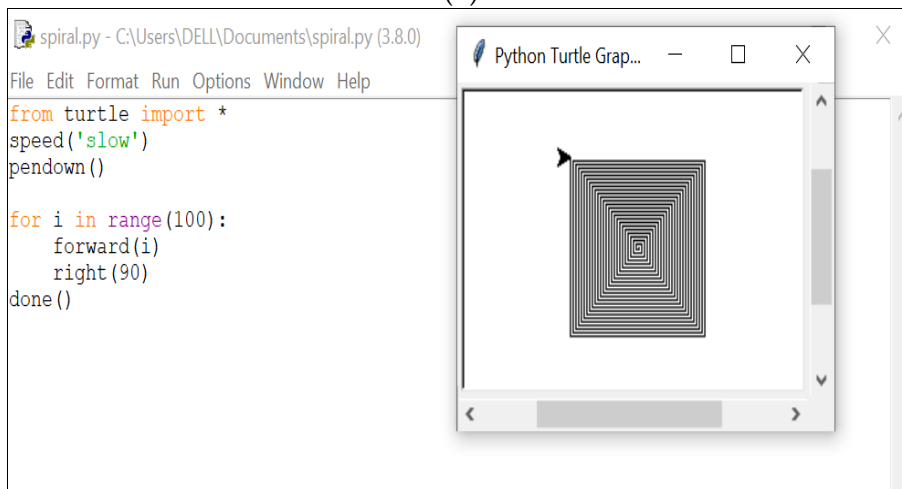 spiral.py - C:\Users\DELL\Documents\spiral.py (3.8.0)
File Edit Format Run Options Window Help
from turtle import *
speed('slow')
pendown()
for i in range(100):
    forward(i)
    right(90)
done()
Python Turtle Grap...